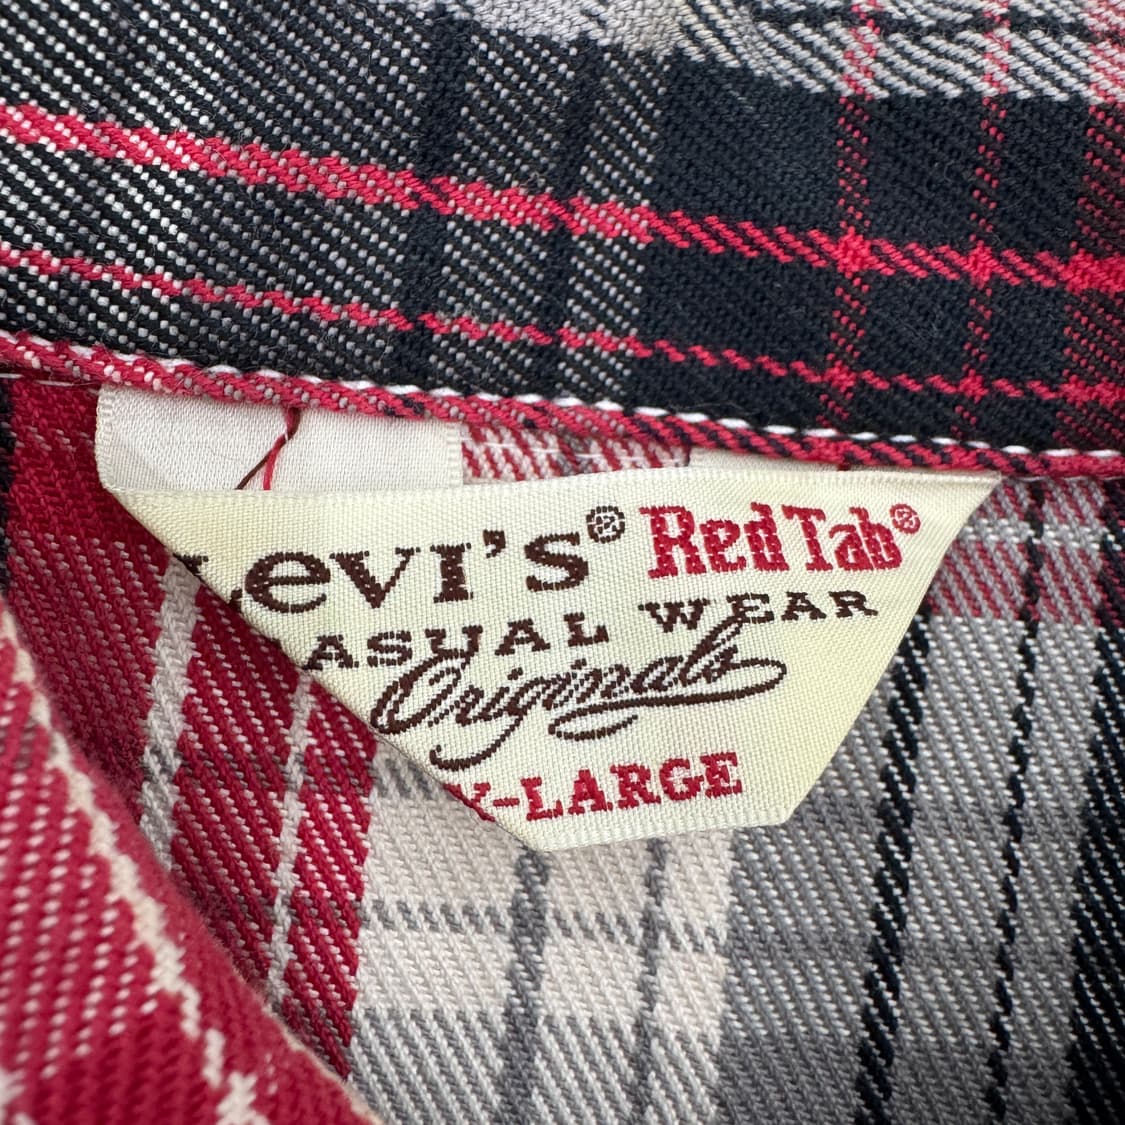 Levi's® Red Tab®
CASUAL WEAR
Originals
X-LARGE